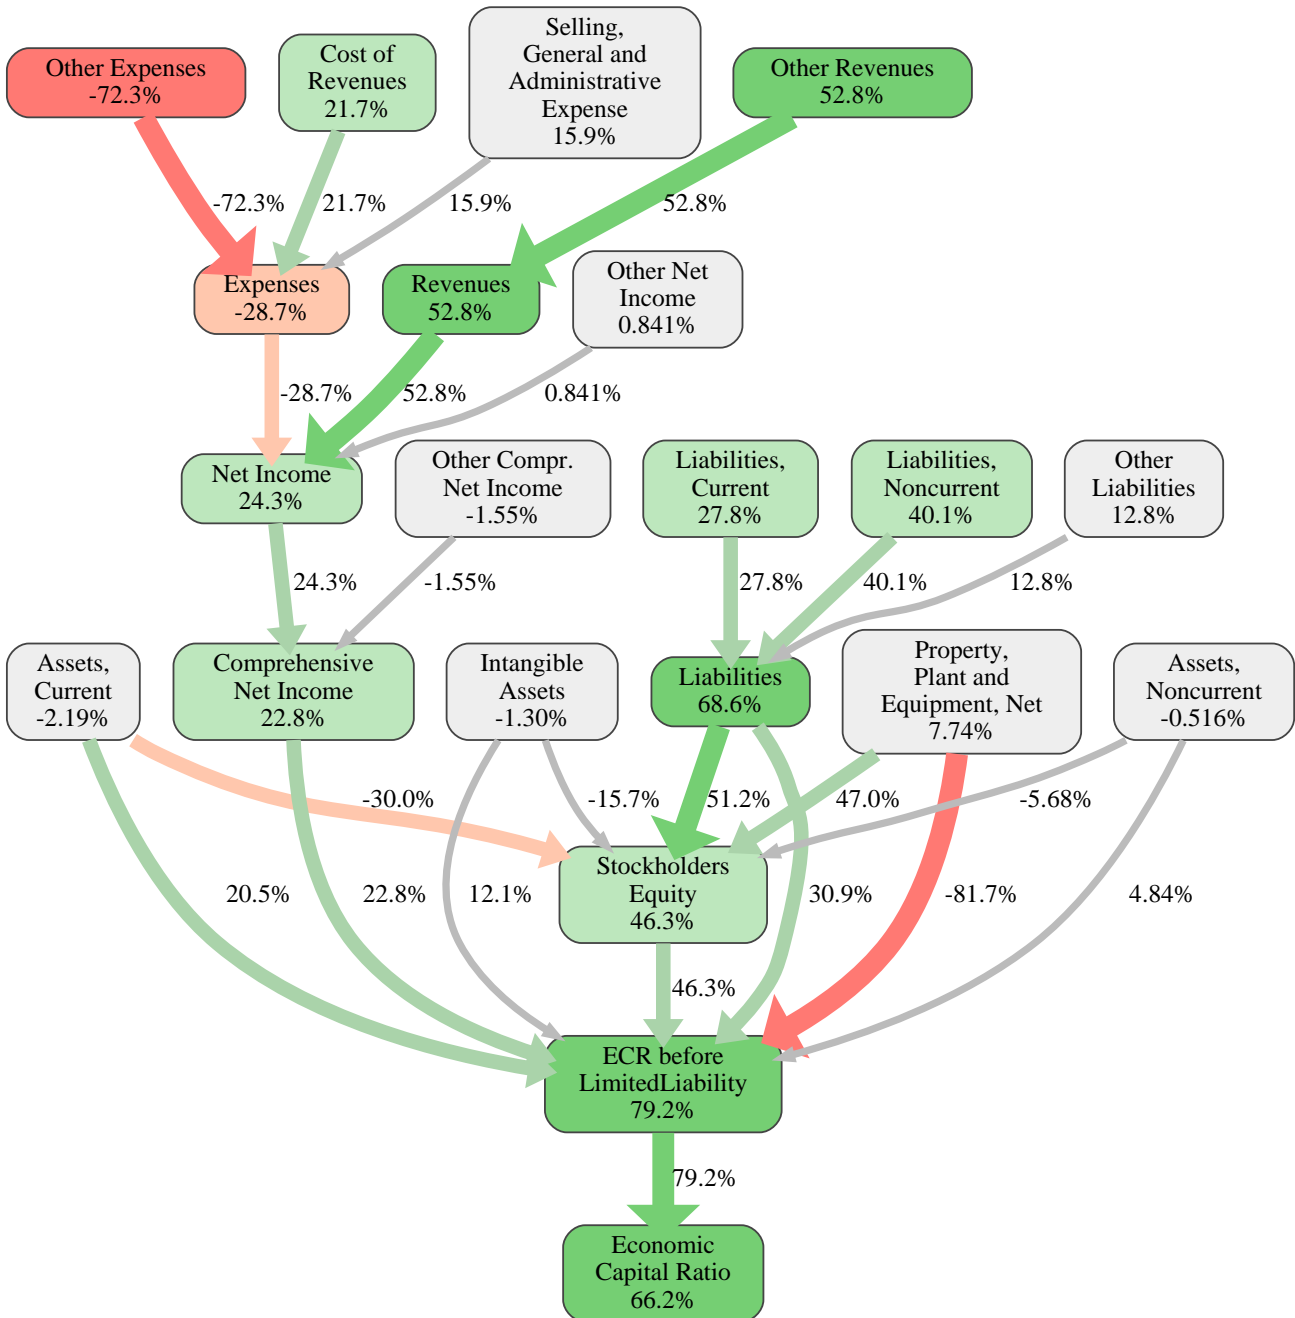 Other Expenses
-72.3%
Cost of
Revenues
21.7%
Selling,
General and
Administrative
Expense
15.9%
Other Revenues
52.8%
-72.3%
21.7%
15.9%
52.8%
Expenses
-28.7%
Revenues
52.8%
Other Net
Income
0.841%
-28.7%
52.8%
0.841%
Net Income
24.3%
Other Compr.
Net Income
-1.55%
Liabilities,
Current
27.8%
Liabilities,
Noncurrent
40.1%
Other
Liabilities
12.8%
24.3%
-1.55%
27.8%
40.1%
12.8%
Assets,
Current
-2.19%
Comprehensive
Net Income
22.8%
Intangible
Assets
-1.30%
Liabilities
68.6%
Property,
Plant and
Equipment, Net
7.74%
Assets,
Noncurrent
-0.516%
-30.0%
-15.7%
51.2%
47.0%
-5.68%
Stockholders
Equity
46.3%
20.5%
22.8%
12.1%
30.9%
-81.7%
4.84%
46.3%
ECR before
LimitedLiability
79.2%
79.2%
Economic
Capital Ratio
66.2%